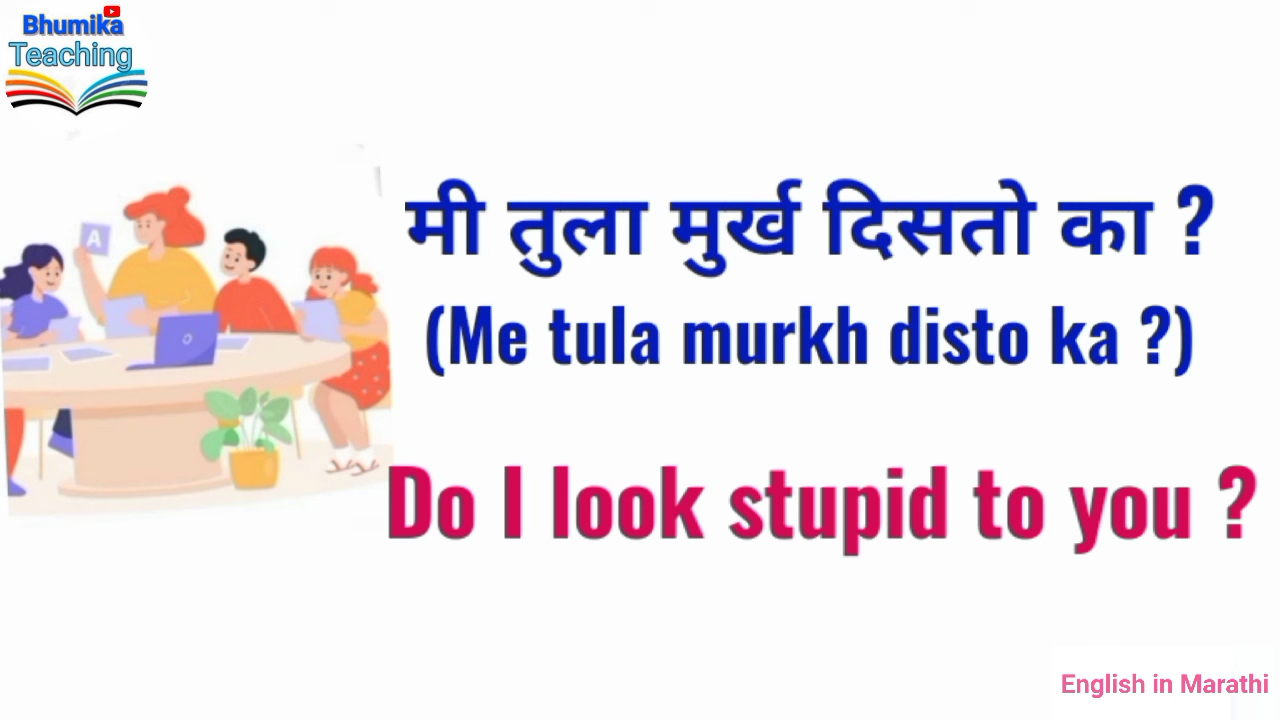 Bhumika
Teaching
A
मी तुला मुर्ख दिसतो का ?
(Me tula murkh disto ka ?)
Do I look stupid to you ?
English in Marathi